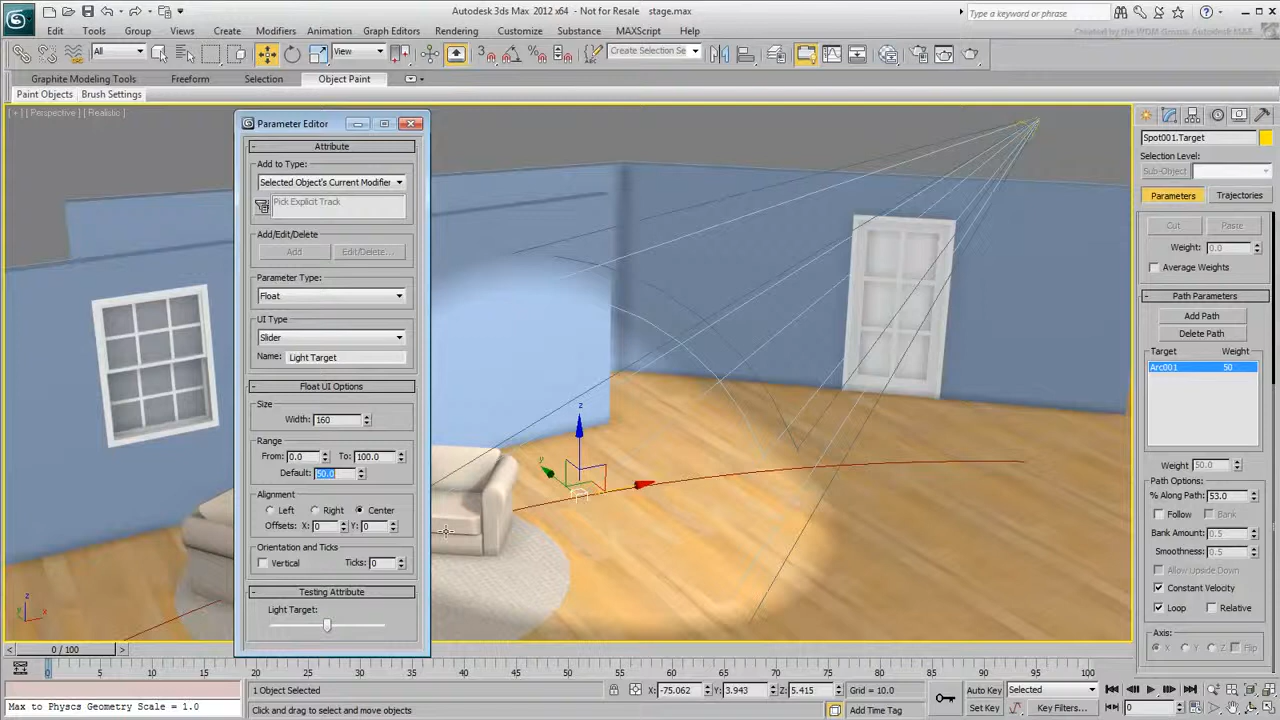 Autodesk 3ds Max 2012 x64 - Not for Resale stage.max
Type a keyword or phrase
Edit Tools Group Views Create Modifiers Animation Graph Editors Rendering Customize Substance MAXScript Help
All View Create Selection Se
Graphite Modeling Tools Freeform Selection Object Paint
Paint Objects Brush Settings
[ + ] [ Perspective ] [ Realistic ]
Parameter Editor
Attribute
Add to Type:
Selected Object's Current Modifier
Pick Explicit Track
Add/Edit/Delete
Add Edit/Delete...
Parameter Type:
Float
UI Type
Slider
Name: Light Target
Float UI Options
Size
Width: 160
Range
From: 0.0 To: 100.0
Default: 50.0
Alignment
Left Right Center
Offsets: X: 0 Y: 0
Orientation and Ticks
Vertical Ticks: 0
Testing Attribute
Light Target:
z
y
x
z
Spot001.Target
Selection Level:
Sub-Object
Parameters Trajectories
Cut Paste
Weight: 0.0
Average Weights
Path Parameters
Add Path
Delete Path
Target Weight
Arc001 50
Weight 50.0
Path Options:
% Along Path: 53.0
Follow Bank
Bank Amount: 0.5
Smoothness: 0.5
Allow Upside Down
Constant Velocity
Loop Relative
Axis:
X Y Z Flip
0 / 100
0 5 10 15 20 25 30 35 40 45 50 55 60 65 70 75 80 85 90 95 100
1 Object Selected X: -75.062 Y: 3.943 Z: 5.415 Grid = 10.0 Auto Key Selected
Max to Physcs Geometry Scale = 1.0 Click and drag to select and move objects Add Time Tag Set Key Key Filters... 0